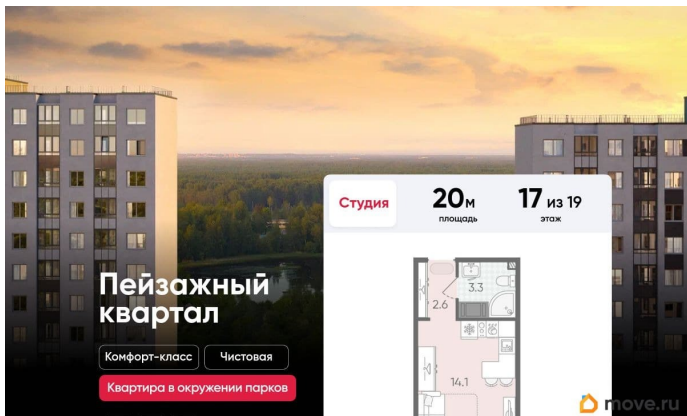 Студия
20м
площадь
17 из 19
этаж
3.3
2.6
14.1
Пейзажный
квартал
Комфорт-класс
Чистовая
Квартира в окружении парков
move.ru